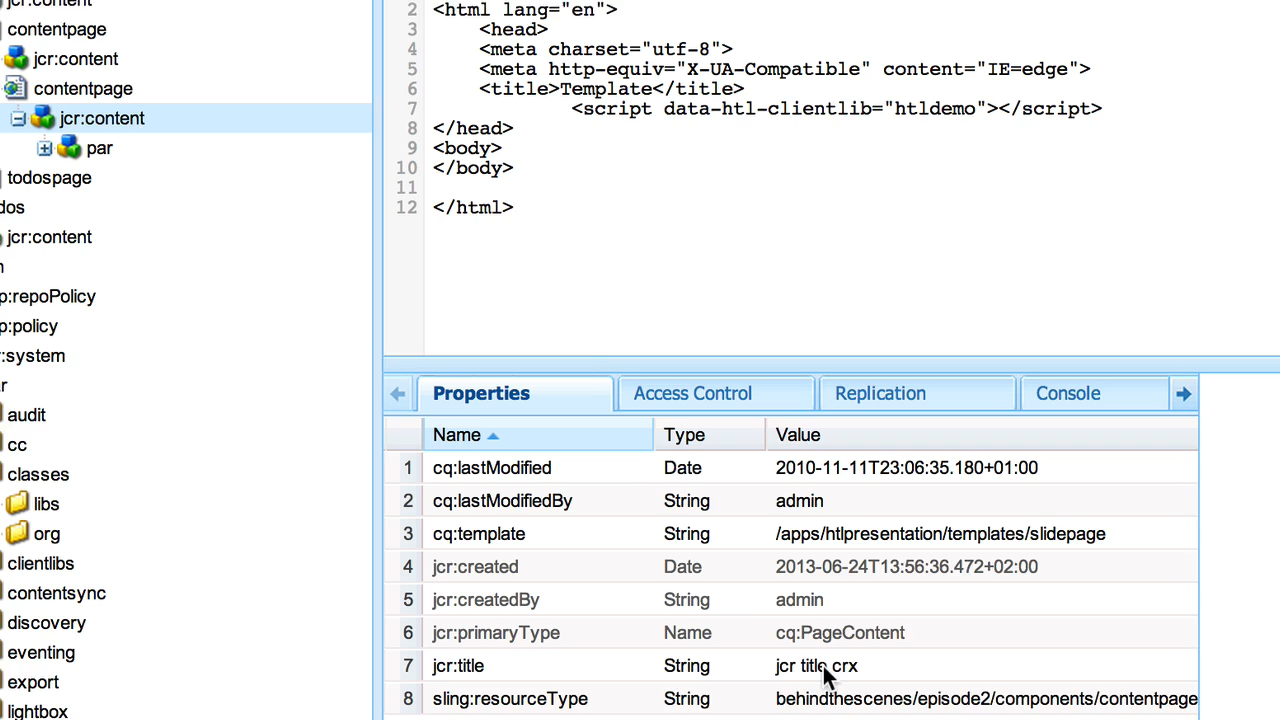 jcr:content
contentpage
jcr:content
contentpage
jcr:content
par
todospage
dos
jcr:content
n
p:repoPolicy
p:policy
r:system
r
audit
cc
classes
libs
org
clientlibs
contentsync
discovery
eventing
export
lightbox
2 <html lang="en">
3 <head>
4 <meta charset="utf-8">
5 <meta http-equiv="X-UA-Compatible" content="IE=edge">
6 <title>Template</title>
7 <script data-htl-clientlib="htldemo"></script>
8 </head>
9 <body>
10 </body>
11
12 </html>
Properties Access Control Replication Console
Name Type Value
1 cq:lastModified Date 2010-11-11T23:06:35.180+01:00
2 cq:lastModifiedBy String admin
3 cq:template String /apps/htlpresentation/templates/slidepage
4 jcr:created Date 2013-06-24T13:56:36.472+02:00
5 jcr:createdBy String admin
6 jcr:primaryType Name cq:PageContent
7 jcr:title String jcr title crx
8 sling:resourceType String behindthescenes/episode2/components/contentpage